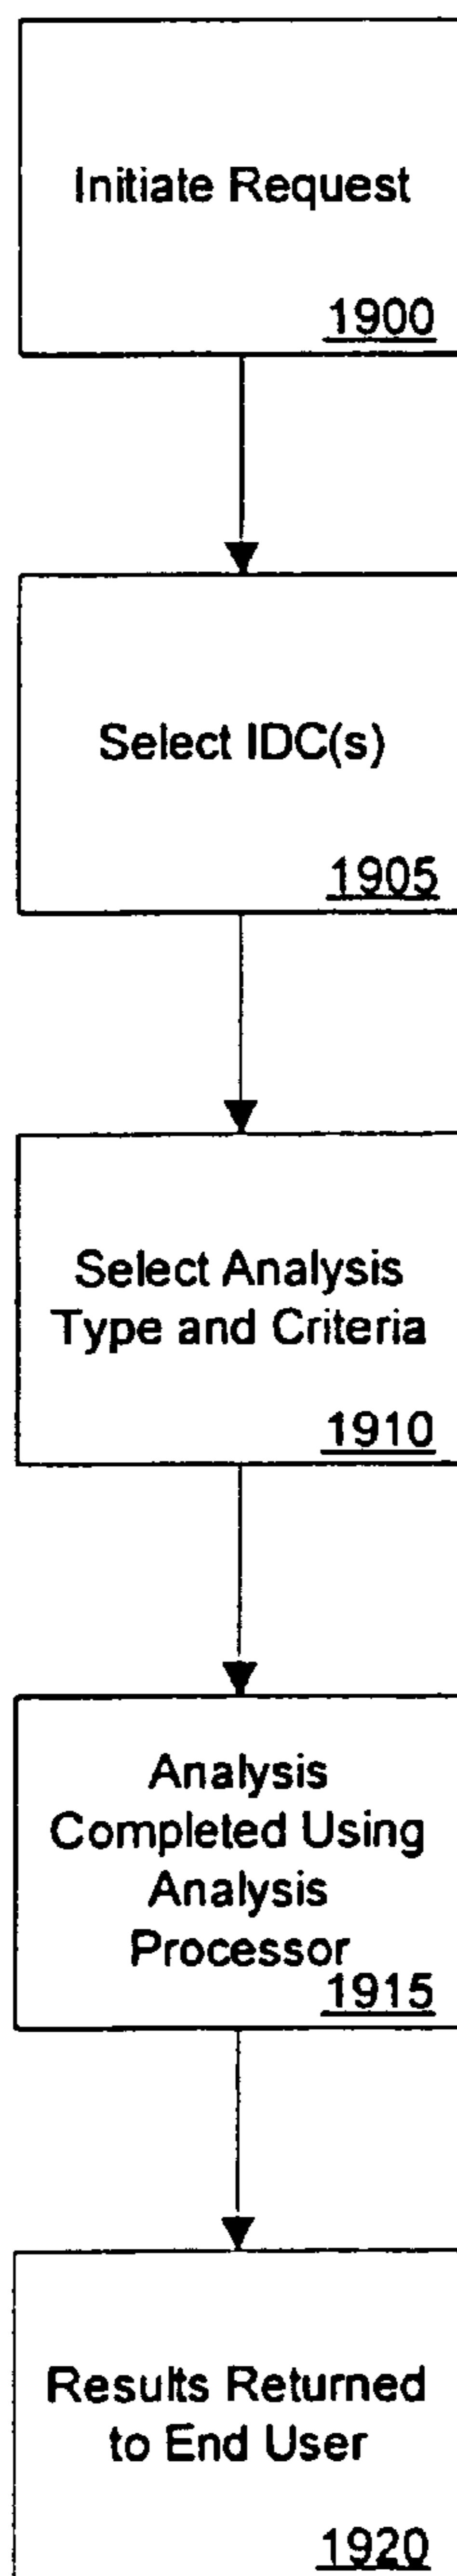 Initiate Request
1900
Select IDC(s)
1905
Select Analysis
Type and Criteria
1910
Analysis
Completed Using
Analysis
Processor
1915
Results Returned
to End User
1920